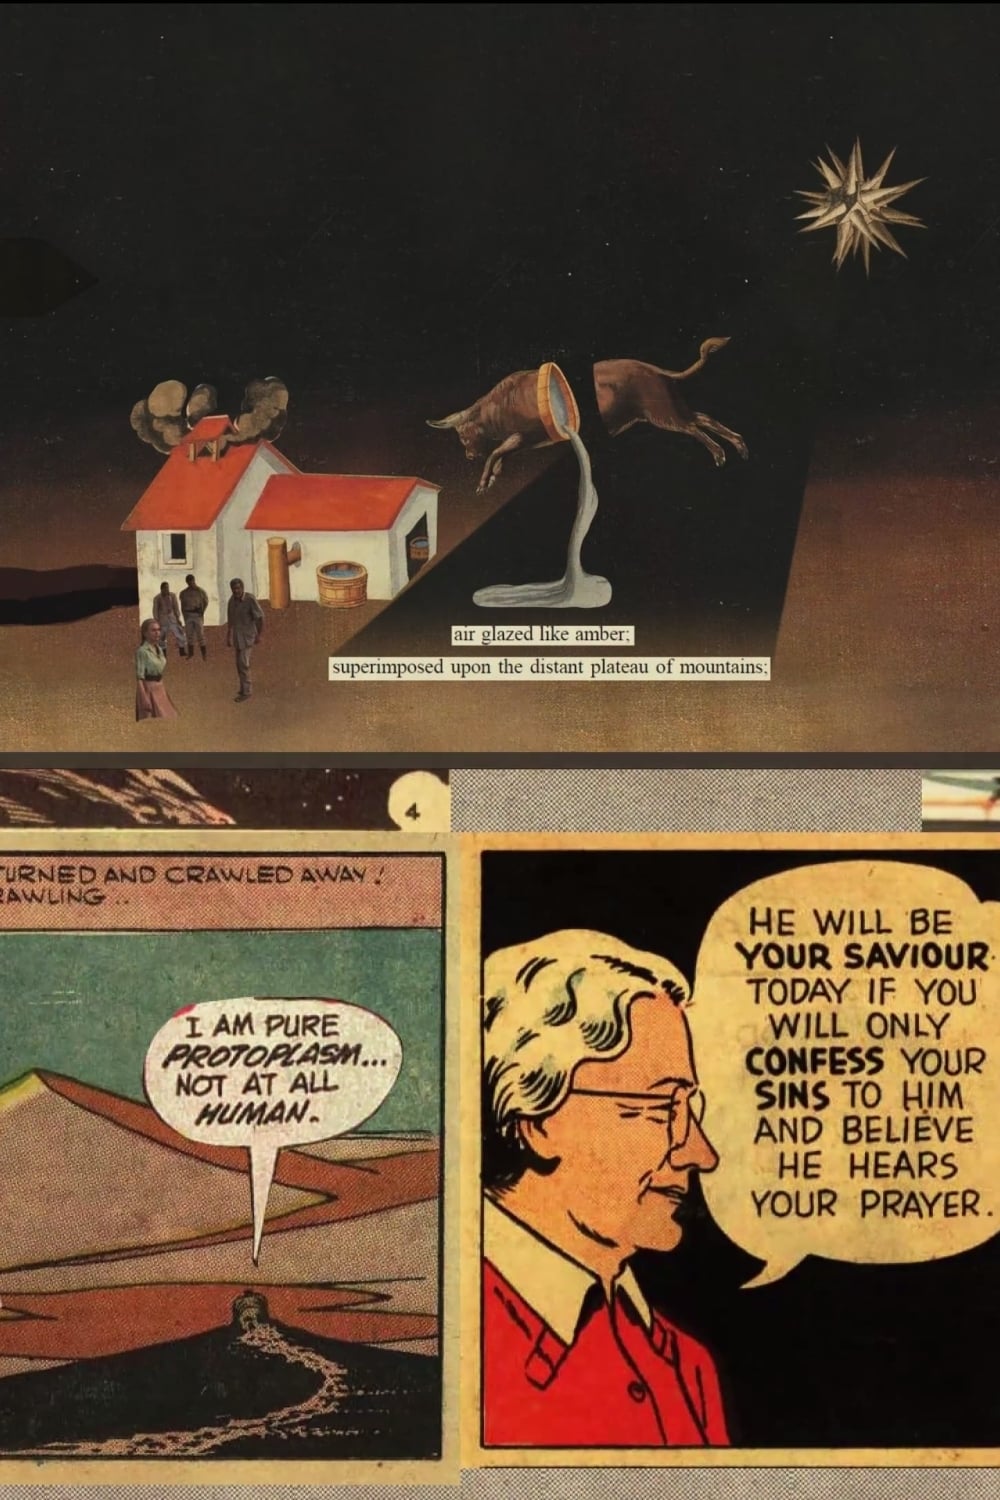 air glazed like amber;
superimposed upon the distant plateau of mountains;
4
TURNED AND CRAWLED AWAY!
RAWLING..
I AM PURE
PROTOPLASM...
NOT AT ALL
HUMAN.
HE WILL BE
YOUR SAVIOUR
TODAY IF YOU
WILL ONLY
CONFESS YOUR
SINS TO HIM
AND BELIEVE
HE HEARS
YOUR PRAYER.